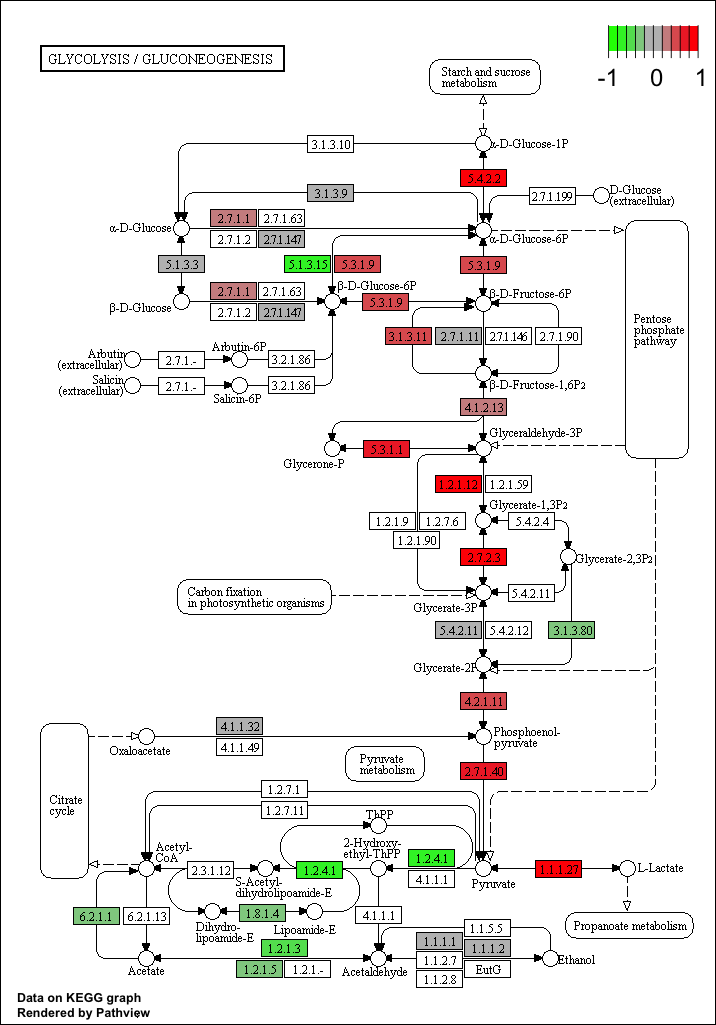 GLYCOLYSIS / GLUCONEOGENESIS
-1 0 1
Starch and sucrose
metabolism
3.1.3.10
α-D-Glucose-1P
5.4.2.2
3.1.3.9
2.7.1.199
D-Glucose
(extracellular)
2.7.1.1
2.7.1.63
α-D-Glucose
2.7.1.2
2.7.1.147
α-D-Glucose-6P
5.1.3.3
5.1.3.15
5.3.1.9
5.3.1.9
2.7.1.1
2.7.1.63
β-D-Glucose-6P
β-D-Glucose
2.7.1.2
2.7.1.147
5.3.1.9
β-D-Fructose-6P
Pentose
phosphate
pathway
3.1.3.11
2.7.1.11
2.7.1.146
2.7.1.90
Arbutin
(extracellular)
2.7.1.-
Arbutin-6P
3.2.1.86
Salicin
(extracellular)
2.7.1.-
Salicin-6P
3.2.1.86
β-D-Fructose-1,6P2
4.1.2.13
Glyceraldehyde-3P
5.3.1.1
Glycerone-P
1.2.1.12
1.2.1.59
Glycerate-1,3P2
1.2.1.9
1.2.7.6
5.4.2.4
1.2.1.90
2.7.2.3
Glycerate-2,3P2
Carbon fixation
in photosynthetic organisms
5.4.2.11
Glycerate-3P
5.4.2.11
5.4.2.12
3.1.3.80
Glycerate-2P
4.2.1.11
4.1.1.32
Oxaloacetate
4.1.1.49
Phosphoenol-
pyruvate
Pyruvate
metabolism
2.7.1.40
Citrate
cycle
1.2.7.1
1.2.7.11
ThPP
Acetyl-
CoA
2-Hydroxy-
ethyl-ThPP
1.2.4.1
2.3.1.12
1.2.4.1
4.1.1.1
1.1.1.27
L-Lactate
S-Acetyl-
dihydrolipoamide-E
Pyruvate
6.2.1.1
6.2.1.13
1.8.1.4
4.1.1.1
Dihydro-
lipoamide-E
Lipoamide-E
Propanoate metabolism
1.2.1.3
1.1.5.5
1.1.1.1
1.1.1.2
Acetate
1.2.1.5
1.2.1.-
Acetaldehyde
1.1.2.7
EutG
Ethanol
1.1.2.8
Data on KEGG graph
Rendered by Pathview